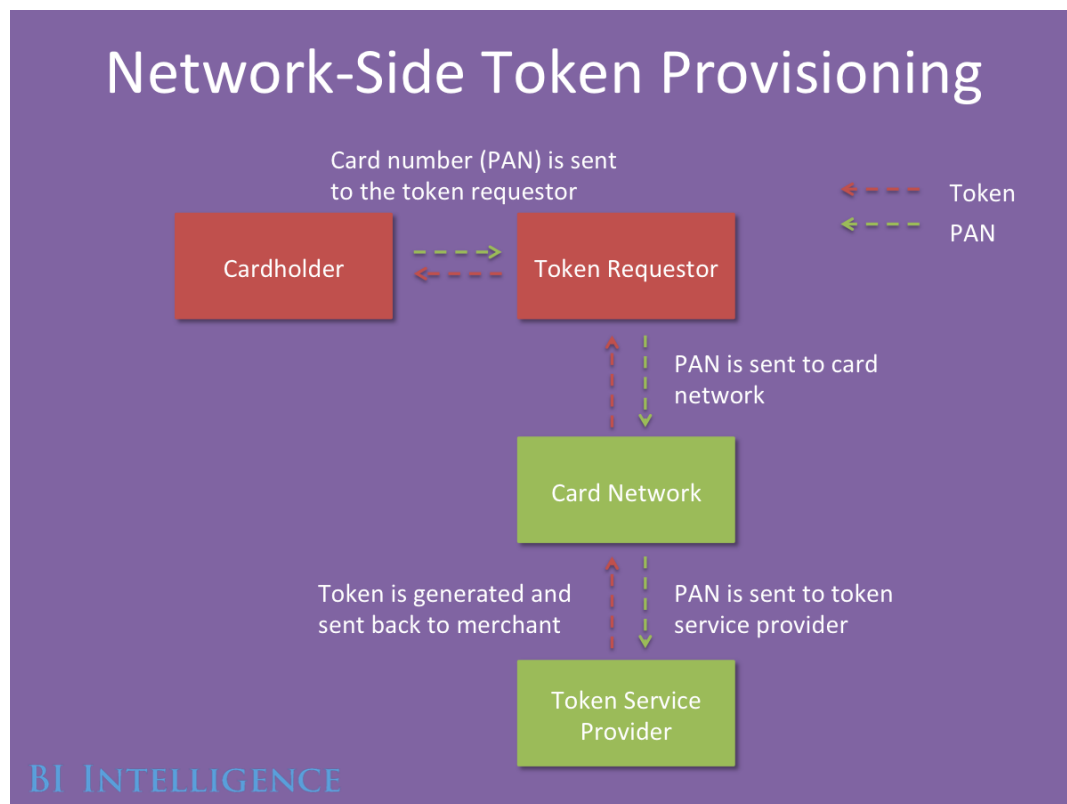 Network-Side Token Provisioning
Card number (PAN) is sent
to the token requestor
Token
PAN
Cardholder
Token Requestor
PAN is sent to card
network
Card Network
Token is generated and
sent back to merchant
PAN is sent to token
service provider
Token Service
Provider
BI INTELLIGENCE